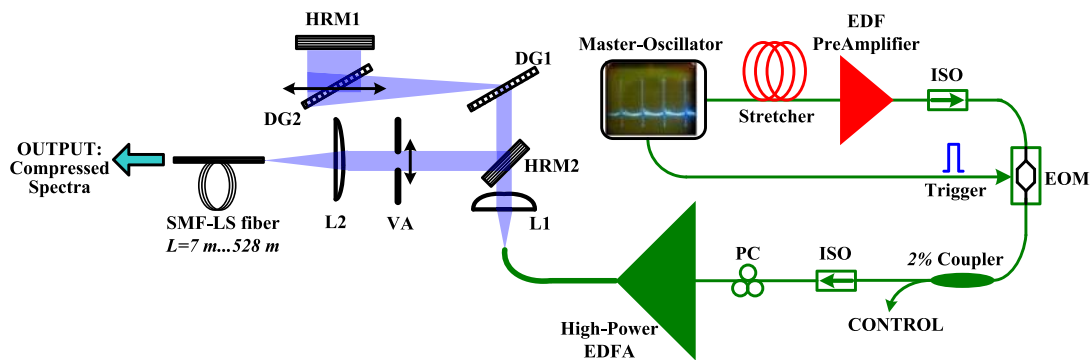 HRM1
DG1
DG2
HRM2
L1
L2
VA
OUTPUT:
Compressed
Spectra
SMF-LS fiber
L=7 m...528 m
Master-Oscillator
Stretcher
EDF
PreAmplifier
ISO
Trigger
EOM
2% Coupler
CONTROL
ISO
PC
High-Power
EDFA